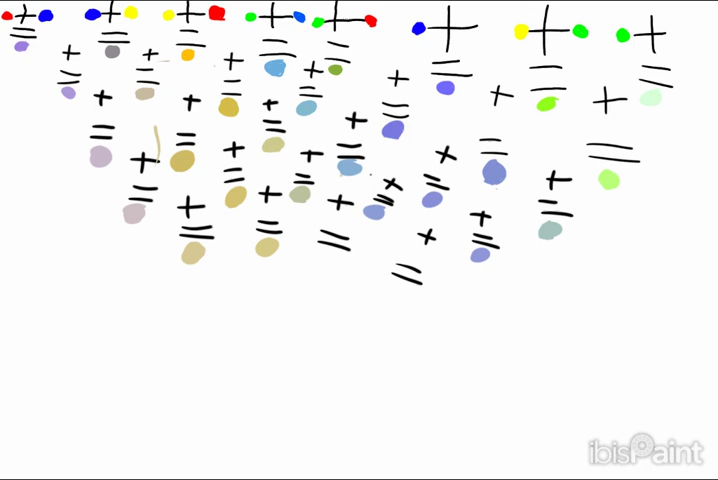 + + + + + + + +
= = = = = = = =
+ + + + + + +
= = = = = = =
+ + + + + +
= = = = = =
+ + + + +
= = = = =
+ + + +
= = = =
ibisPaint